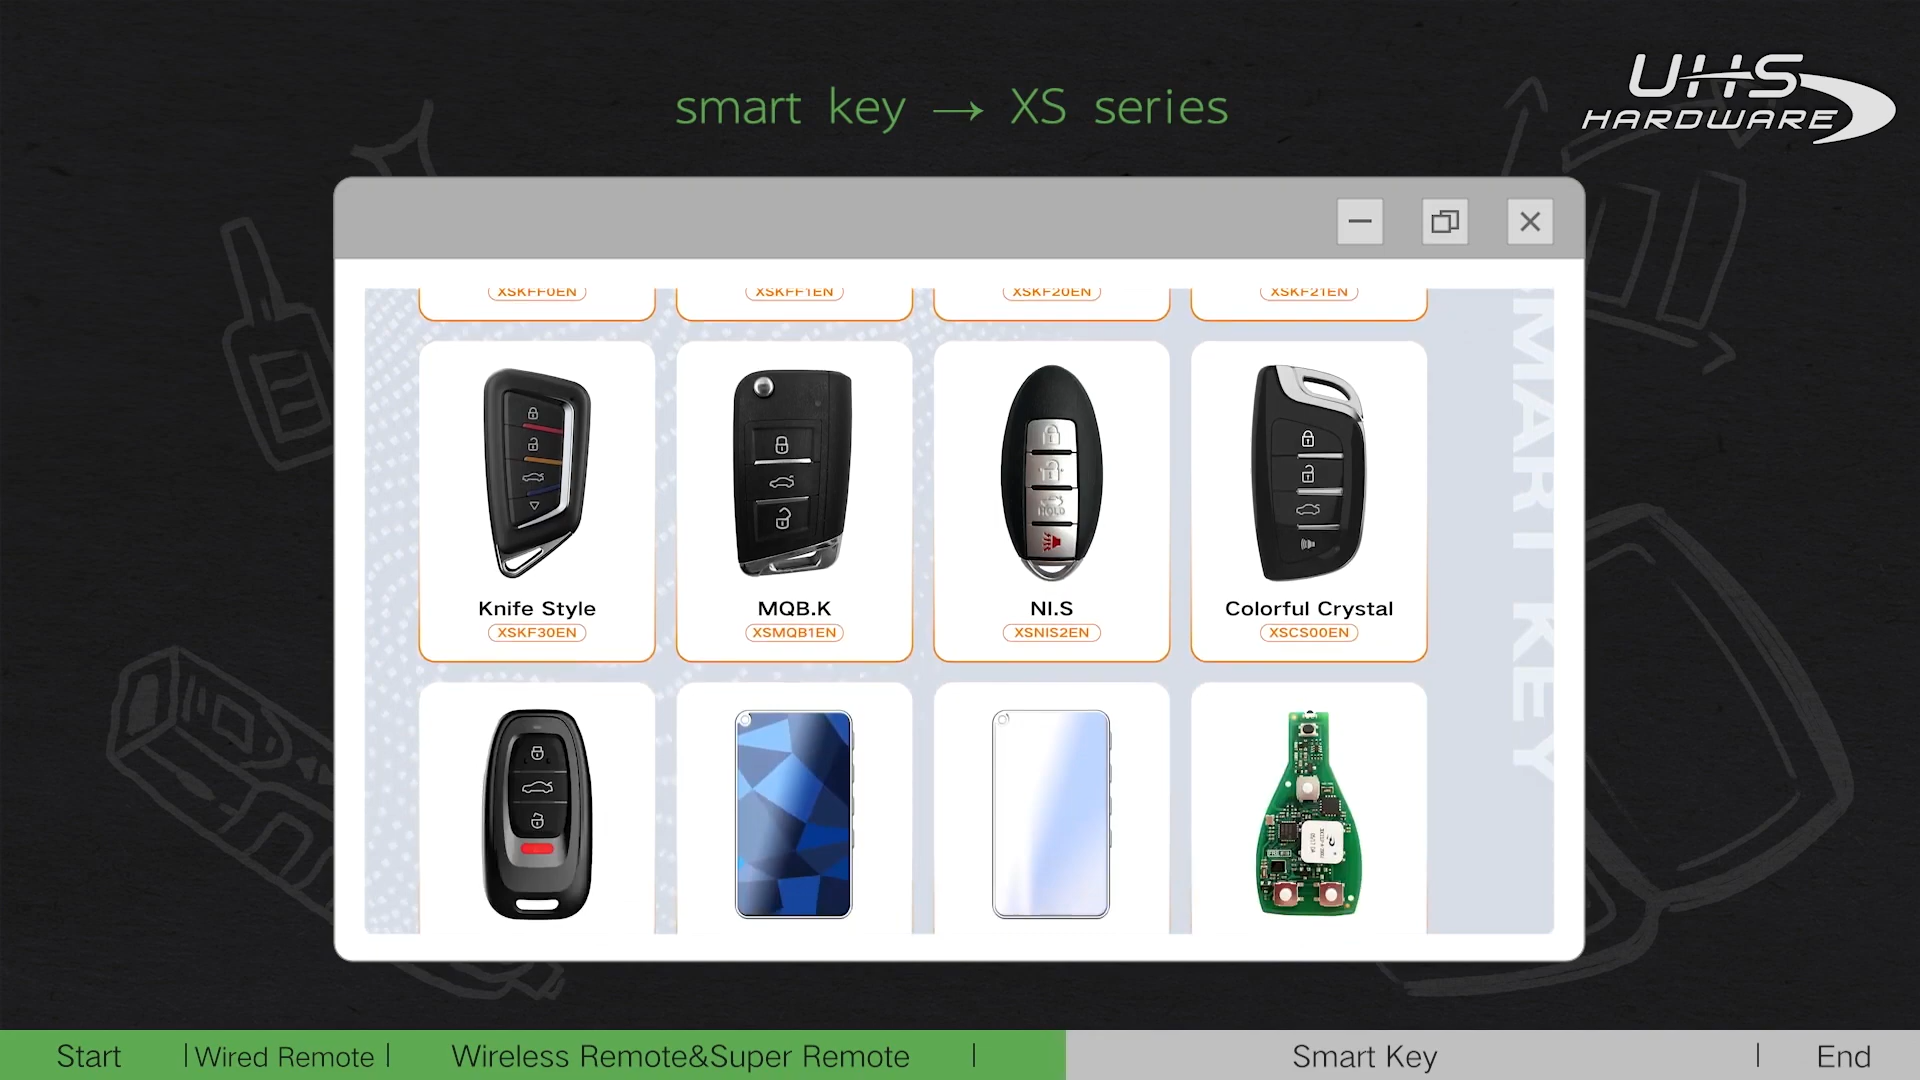 smart key → XS series
UHS
HARDWARE
XSKFF0EN
XSKFF1EN
XSKF20EN
XSKF21EN
HOLD
Knife Style
MQB.K
NI.S
Colorful Crystal
XSKF30EN
XSMQB1EN
XSNIS2EN
XSCS00EN
SMART KEY
Start
Wired Remote
Wireless Remote&Super Remote
Smart Key
End